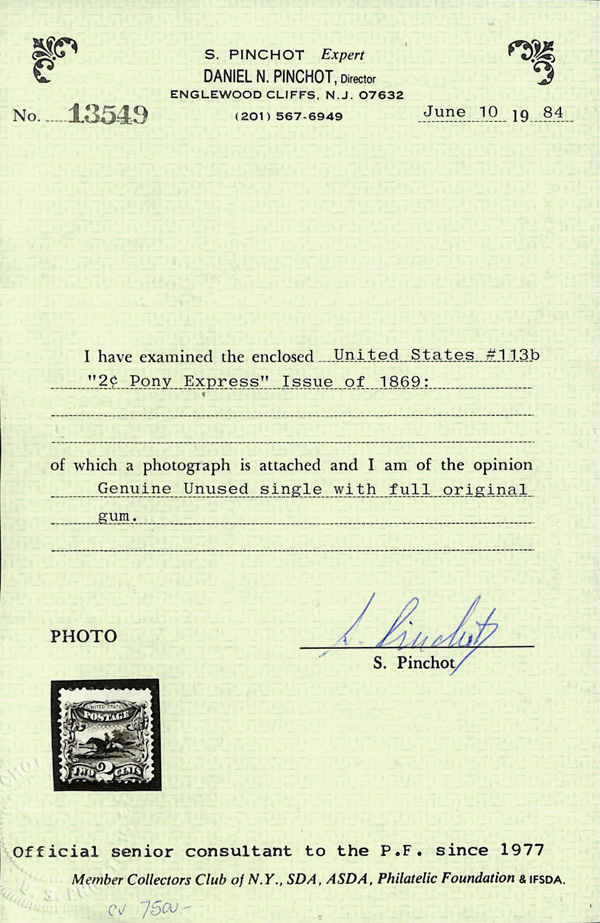 S. PINCHOT Expert
DANIEL N. PINCHOT, Director
ENGLEWOOD CLIFFS, N.J. 07632
No. 13549 (201) 567-6949 June 10 19 84
I have examined the enclosed United States #113b
"2¢ Pony Express" Issue of 1869:
of which a photograph is attached and I am of the opinion
Genuine Unused single with full original
gum.
PHOTO
S. Pinchot
S. Pinchot
UNITED STATES
POSTAGE
TWO 2 CENTS
Official senior consultant to the P.F. since 1977
Member Collectors Club of N.Y., SDA, ASDA, Philatelic Foundation & IFSDA.
CV 7500-